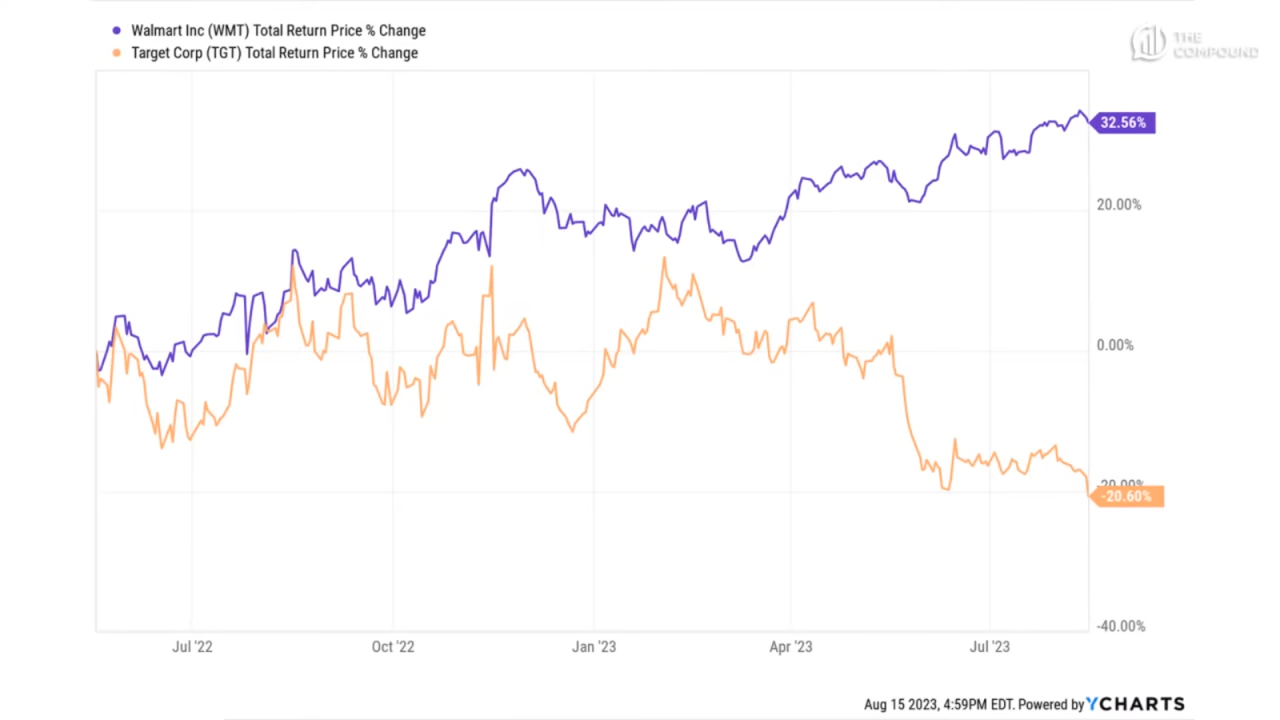 Walmart Inc (WMT) Total Return Price % Change
Target Corp (TGT) Total Return Price % Change
THE
COMPOUND
32.56%
20.00%
0.00%
-20.00%
-20.60%
-40.00%
Jul '22
Oct '22
Jan '23
Apr '23
Jul '23
Aug 15 2023, 4:59PM EDT. Powered by YCHARTS